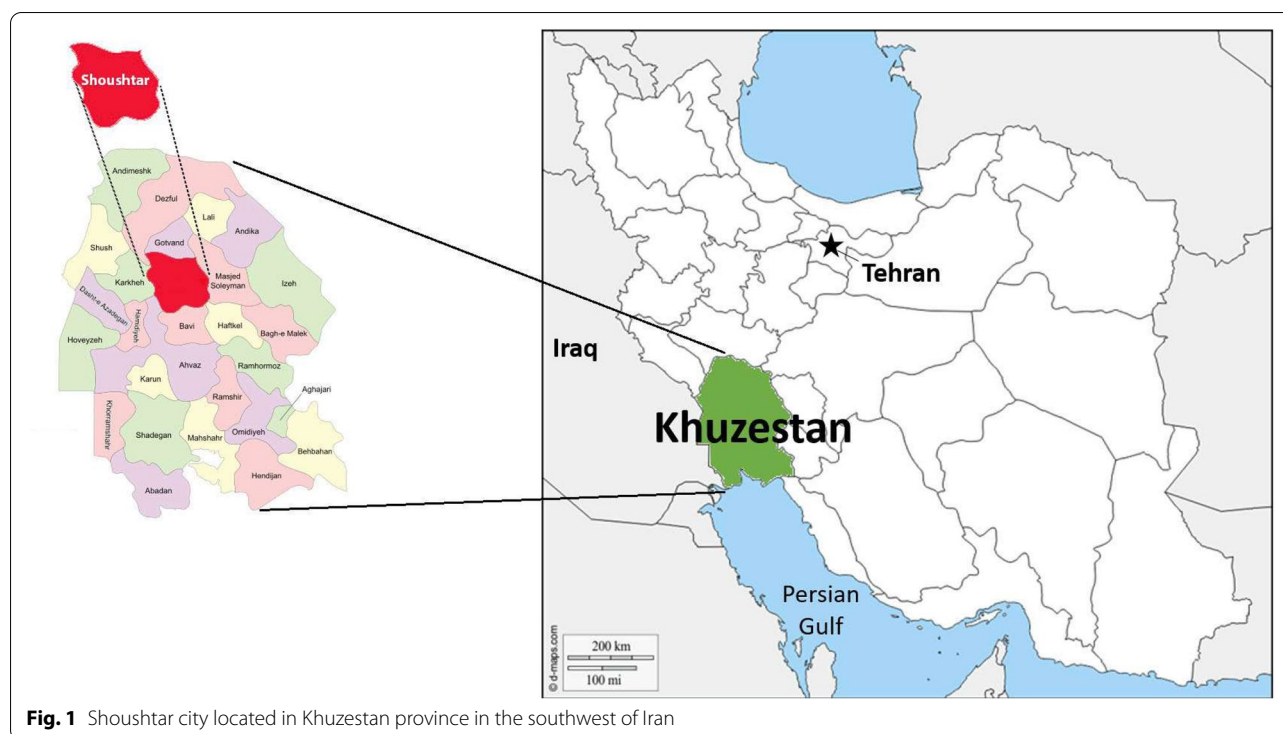 Shoushtar
Andimeshk
Dezful
Lali
Andika
Shush
Gotvand
Masjed
Soleyman
Izeh
Karkheh
Dasht-e Azadegan
Hamdiyeh
Bavi
Haftkel
Bagh-e Malek
Hoveyzeh
Ahvaz
Ramhormoz
Karun
Aghajari
Ramshir
Khorramshahr
Shadegan
Mahshahr
Omidiyeh
Behbahan
Hendijan
Abadan
Tehran
Iraq
Khuzestan
Persian
Gulf
200 km
100 mi
© d-maps.com
Fig. 1 Shoushtar city located in Khuzestan province in the southwest of Iran